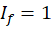 I_f = 1